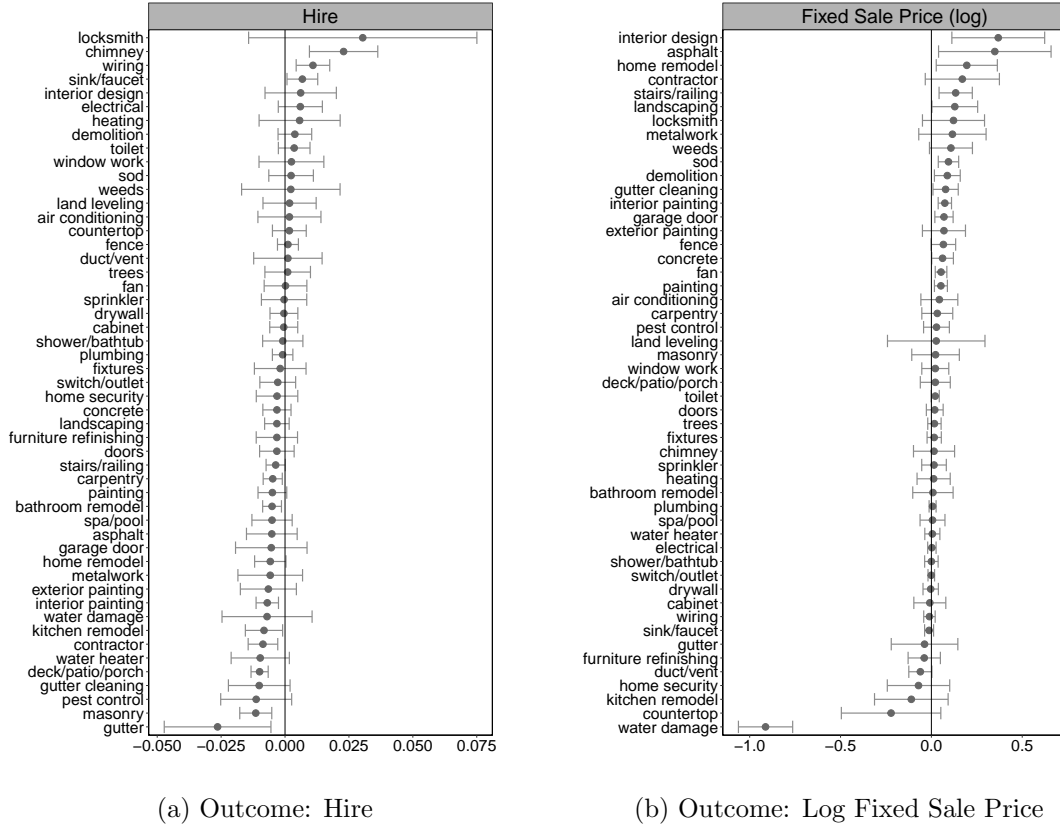 Hire
locksmith
chimney
wiring
sink/faucet
interior design
electrical
heating
demolition
toilet
window work
sod
weeds
land leveling
air conditioning
countertop
fence
duct/vent
trees
fan
sprinkler
drywall
cabinet
shower/bathtub
plumbing
fixtures
switch/outlet
home security
concrete
landscaping
furniture refinishing
doors
stairs/railing
carpentry
painting
bathroom remodel
spa/pool
asphalt
garage door
home remodel
metalwork
exterior painting
interior painting
water damage
kitchen remodel
contractor
water heater
deck/patio/porch
gutter cleaning
pest control
masonry
gutter
−0.050 −0.025 0.000 0.025 0.050 0.075
(a) Outcome: Hire
Fixed Sale Price (log)
interior design
asphalt
home remodel
contractor
stairs/railing
landscaping
locksmith
metalwork
weeds
sod
demolition
gutter cleaning
interior painting
garage door
exterior painting
fence
concrete
fan
painting
air conditioning
carpentry
pest control
land leveling
masonry
window work
deck/patio/porch
toilet
doors
trees
fixtures
chimney
sprinkler
heating
bathroom remodel
plumbing
spa/pool
water heater
electrical
shower/bathtub
switch/outlet
drywall
cabinet
wiring
sink/faucet
gutter
furniture refinishing
duct/vent
home security
kitchen remodel
countertop
water damage
−1.0 −0.5 0.0 0.5
(b) Outcome: Log Fixed Sale Price